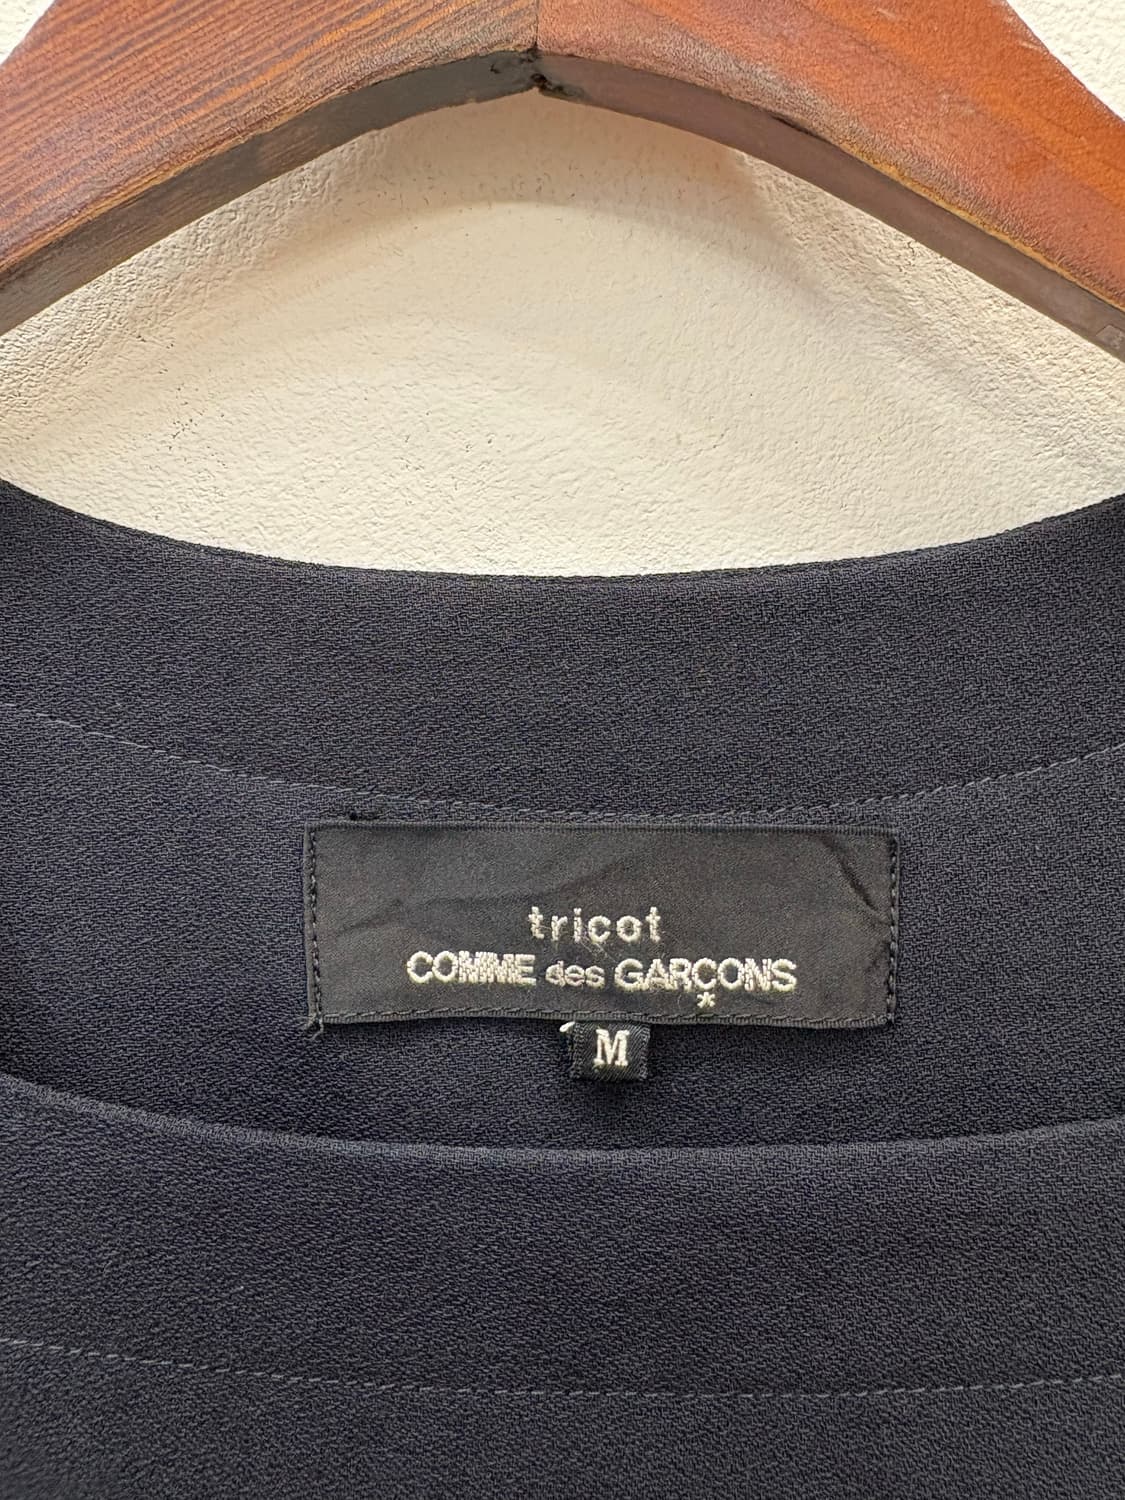 tricot
COMME des GARÇONS
*
M